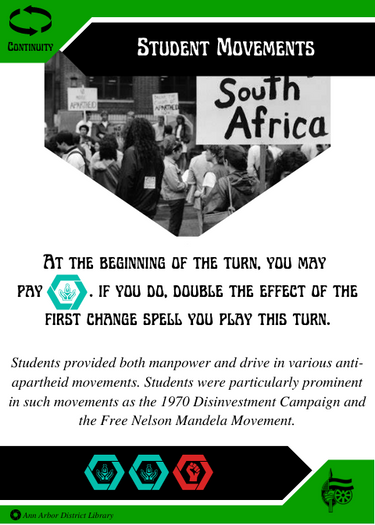 Continuity
Student Movements
APARTHEID
South
Africa
At the beginning of the turn, you may
pay . if you do, double the effect of the
first change spell you play this turn.
Students provided both manpower and drive in various anti-
apartheid movements. Students were particularly prominent
in such movements as the 1970 Disinvestment Campaign and
the Free Nelson Mandela Movement.
Ann Arbor District Library